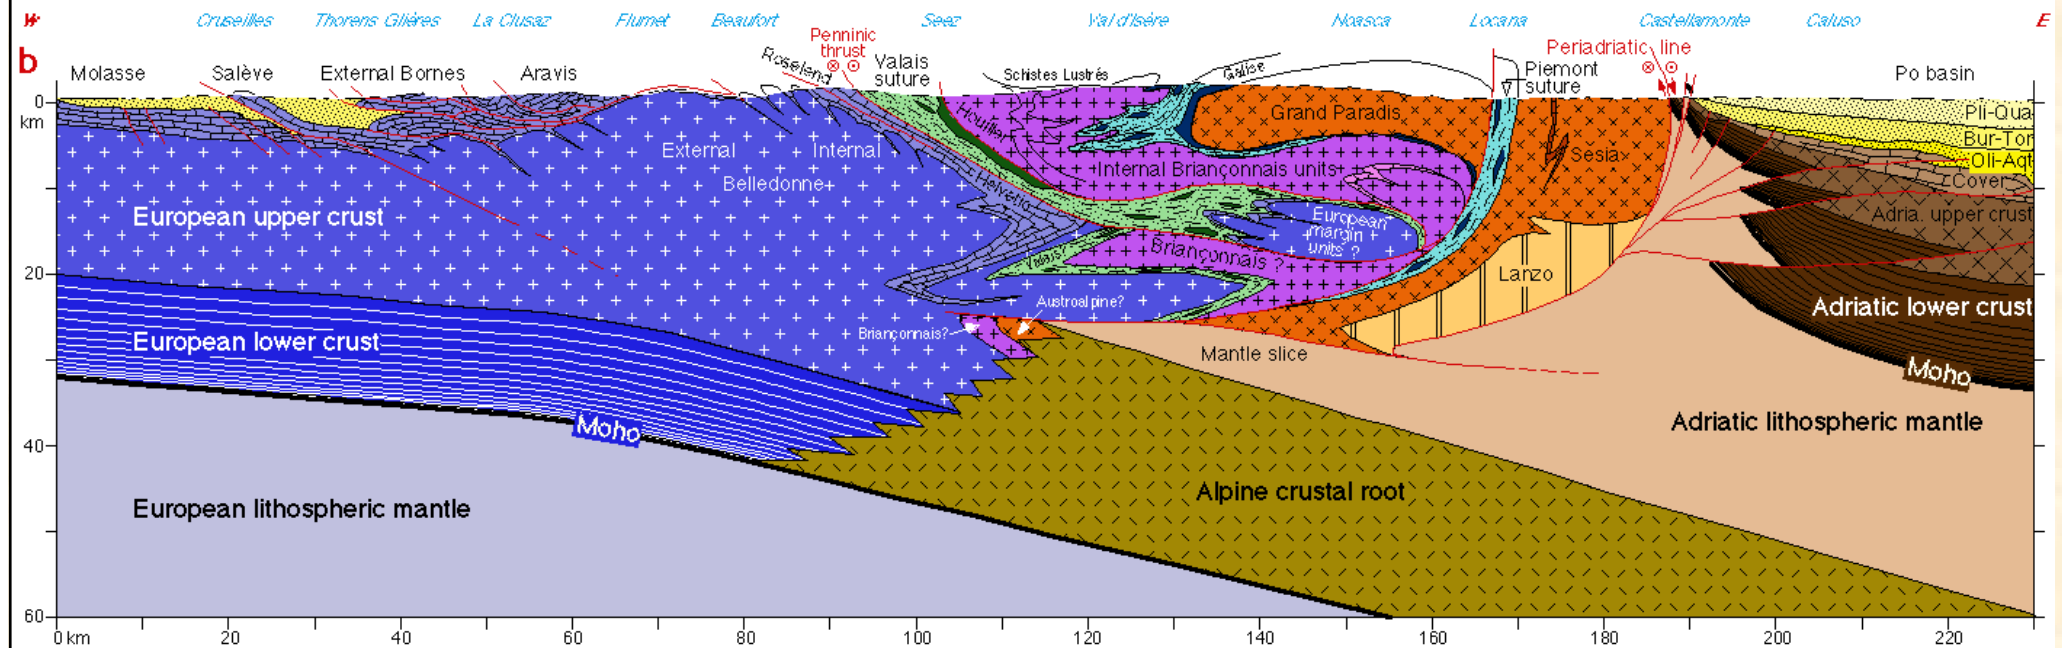 W Cruseilles Thorens Glières La Clusaz Flumet Beaufort Seez Val d'Isère Noasca Locana Castellamonte Caluso E
b
Penninic
thrust
Periadriatic line
Molasse Salève External Bornes Aravis
Roselend
Valais
suture
Schistes Lustrés
Galise
Piemont
suture
Po basin
0
km
20
40
60
Pli-Qua
Bur-Tor
Oli-Aqt
Cover
Adria. upper crust
Grand Paradis
Sesia
External Internal
Belledonne
Houiller
Helvetic
Internal Briançonnais units
European
margin
units ?
Briançonnais ?
Valais
European upper crust
Lanzo
Austroalpine?
Briançonnais?
Adriatic lower crust
European lower crust
Mantle slice
Moho
Moho
Adriatic lithospheric mantle
Alpine crustal root
European lithospheric mantle
0 km 20 40 60 80 100 120 140 160 180 200 220